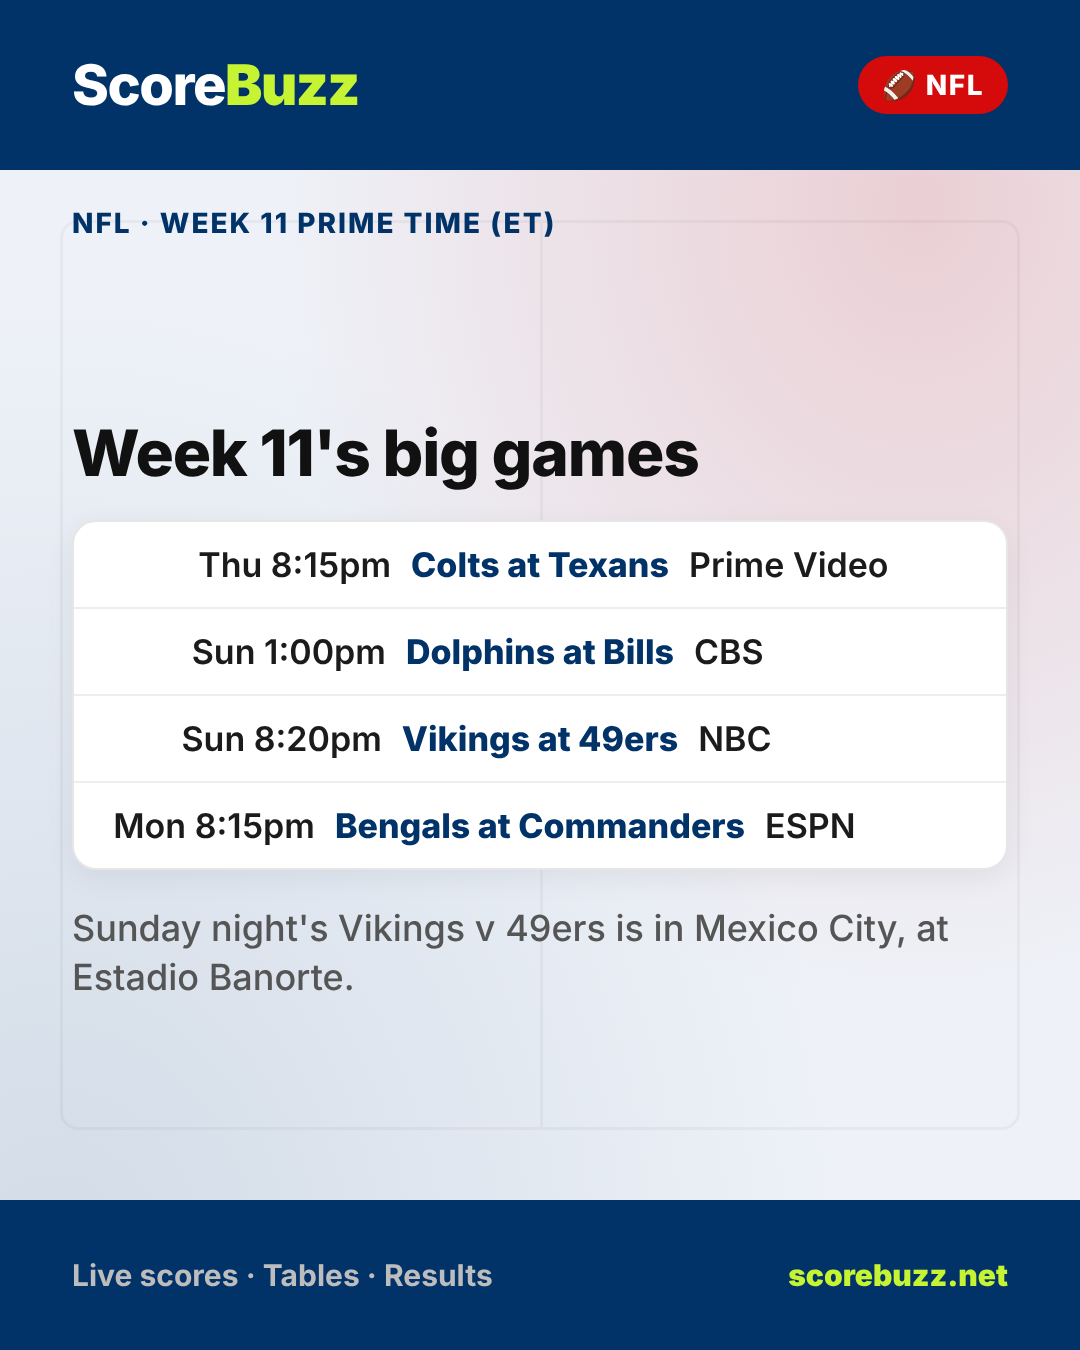 ScoreBuzz
🏈 NFL
NFL · WEEK 11 PRIME TIME (ET)
Week 11's big games
Thu 8:15pm Colts at Texans Prime Video
Sun 1:00pm Dolphins at Bills CBS
Sun 8:20pm Vikings at 49ers NBC
Mon 8:15pm Bengals at Commanders ESPN
Sunday night's Vikings v 49ers is in Mexico City, at
Estadio Banorte.
Live scores · Tables · Results
scorebuzz.net